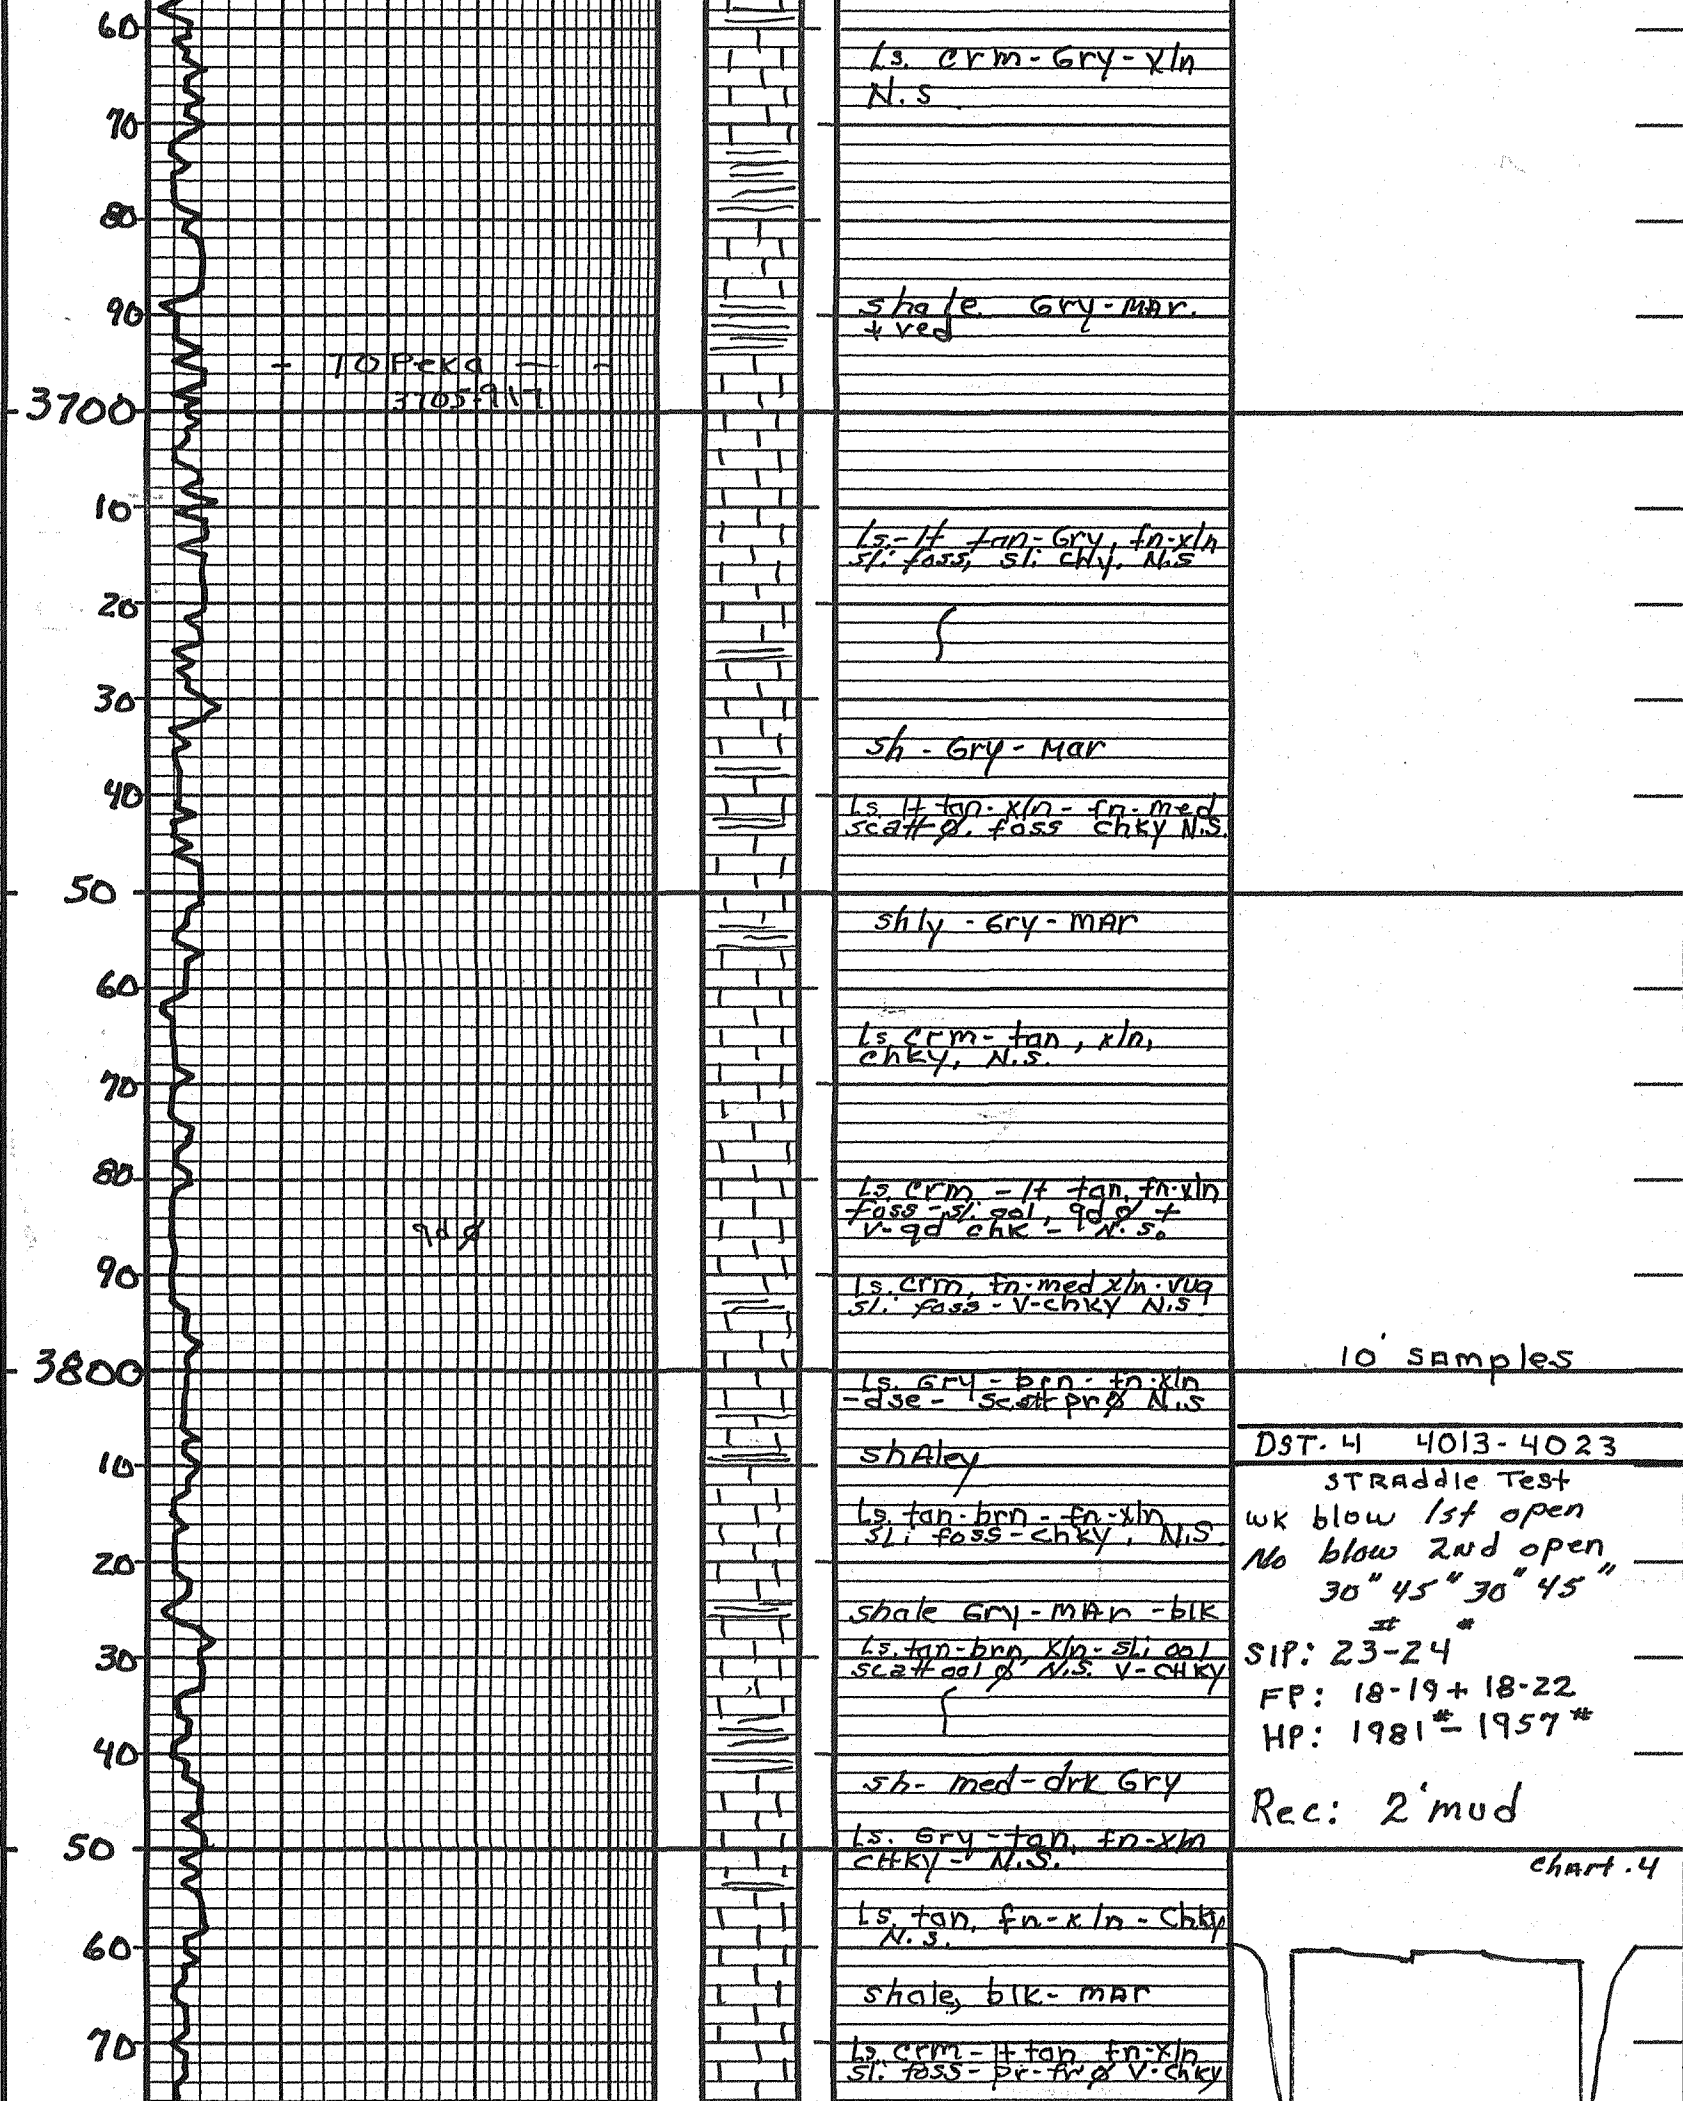 60
Ls. crm-Gry-xln
N.S.
70
80
90
shale Gry-MAr.
+ red
- TOPeKa - -
3705-917
3700
10
Ls.-lt tan-Gry, fn-xln
sli foss, sli chky, N.S
20
30
sh - Gry - Mar
40
Ls lt tan-xln-fn-med
scatt ø, foss chky N.S.
50
shly - Gry - MAr
60
Ls crm-tan, xln,
chky, N.S.
70
80
Ls. crm - lt tan, fn-xln
foss-sli ool, gd ø +
v-gd chk - N.S.
gd ø
90
Ls. crm, fn-med xln-vug
sli foss - v-chky N.S
10' SAmples
3800
Ls. Gry - brn - fn-xln
-dse- scatt pr ø N.S
DST-4 4013-4023
shAley
10
STRAddle Test
Ls. tan-brn - fn-xln
sli foss-chky, N.S.
wk blow 1st open
No blow 2nd open
20
30" 45" 30" 45"
shale Gry-MAr-blk
# #
Ls. tan-brn, xln-sli ool
scatt ool ø N.S. v-CHKY
30
SIP: 23-24
FP: 18-19 + 18-22
HP: 1981# - 1957#
40
sh- med-drk Gry
Rec: 2' mud
Ls. Gry-tan, fn-xln
CHKY- N.S.
50
chArt-4
Ls. tan, fn-xln-Chky
N.S.
60
shale, blk- mAr
70
Ls. crm-lt tan fn-xln
sli foss-pr-fr ø v-chky